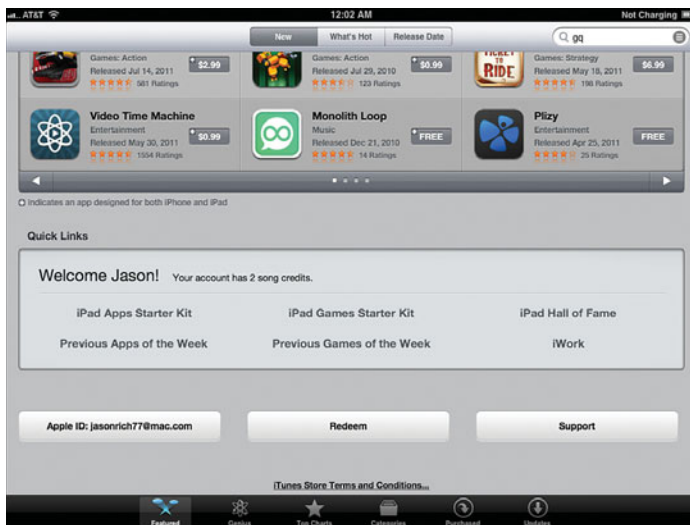 AT&T 12:02 AM Not Charging
New What's Hot Release Date gq
Games: Action Games: Action Games: Strategy
Released Jul 14, 2011 $2.99 Released Jul 29, 2010 $0.99 TICKET TO RIDE Released May 18, 2011 $6.99
581 Ratings 123 Ratings 196 Ratings
Video Time Machine Monolith Loop Plizy
Entertainment Music Entertainment
Released May 30, 2011 $0.99 Released Dec 21, 2010 FREE Released Apr 25, 2011 FREE
1554 Ratings 14 Ratings 25 Ratings
Indicates an app designed for both iPhone and iPad
Quick Links
Welcome Jason! Your account has 2 song credits.
iPad Apps Starter Kit iPad Games Starter Kit iPad Hall of Fame
Previous Apps of the Week Previous Games of the Week iWork
Apple ID: jasonrich77@mac.com Redeem Support
iTunes Store Terms and Conditions...
Featured Genius Top Charts Categories Purchased Updates